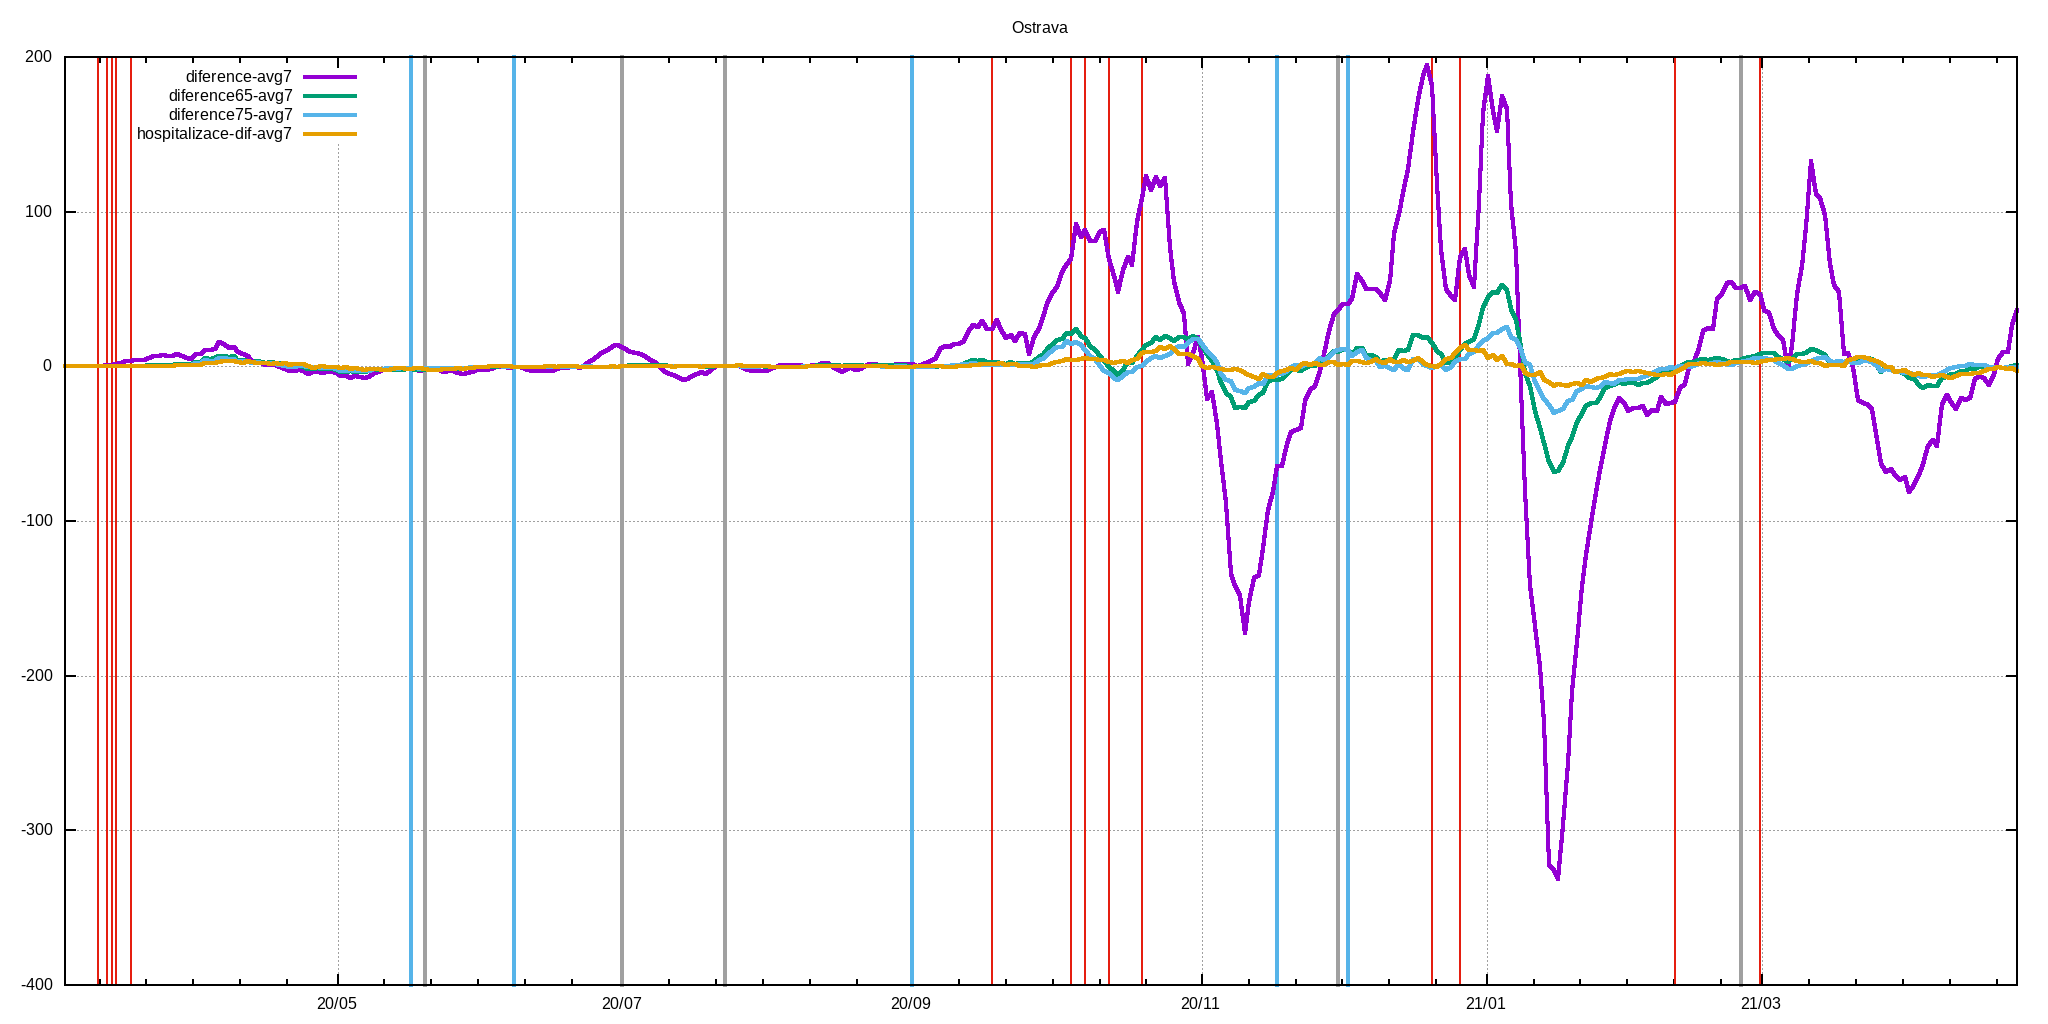 Ostrava
200
diference-avg7
diference65-avg7
diference75-avg7
hospitalizace-dif-avg7
100
0
-100
-200
-300
-400
20/05
20/07
20/09
20/11
21/01
21/03